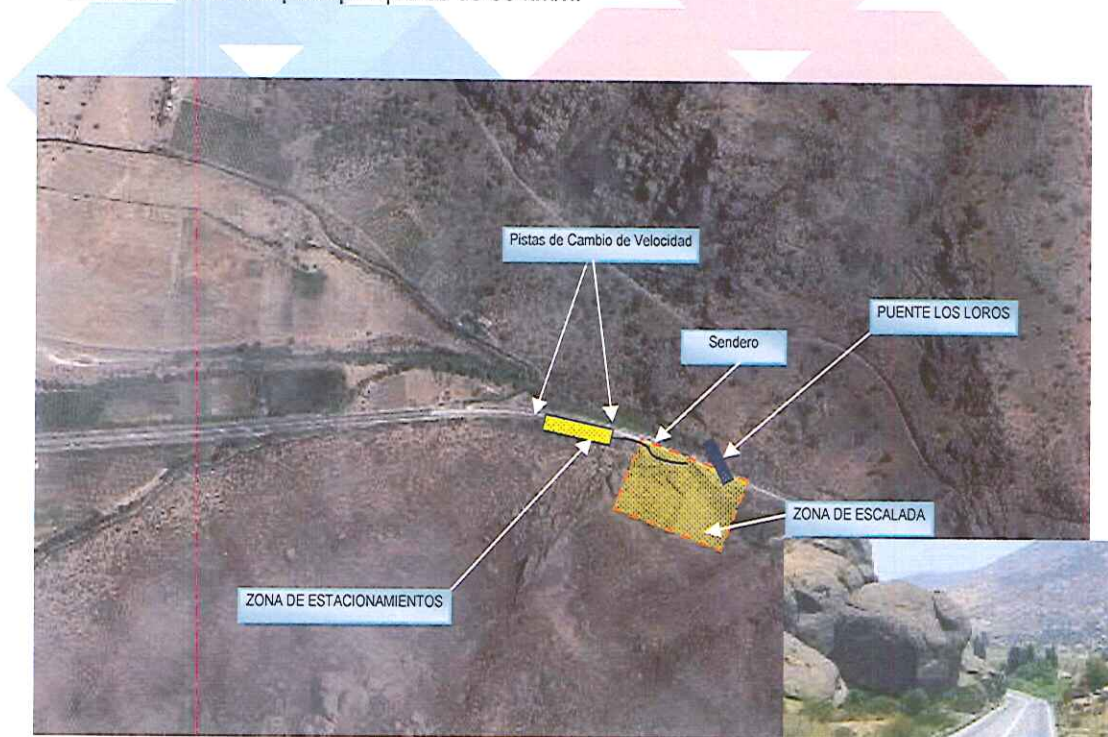 Pistas de Cambio de Velocidad
PUENTE LOS LOROS
Sendero
ZONA DE ESCALADA
ZONA DE ESTACIONAMIENTOS